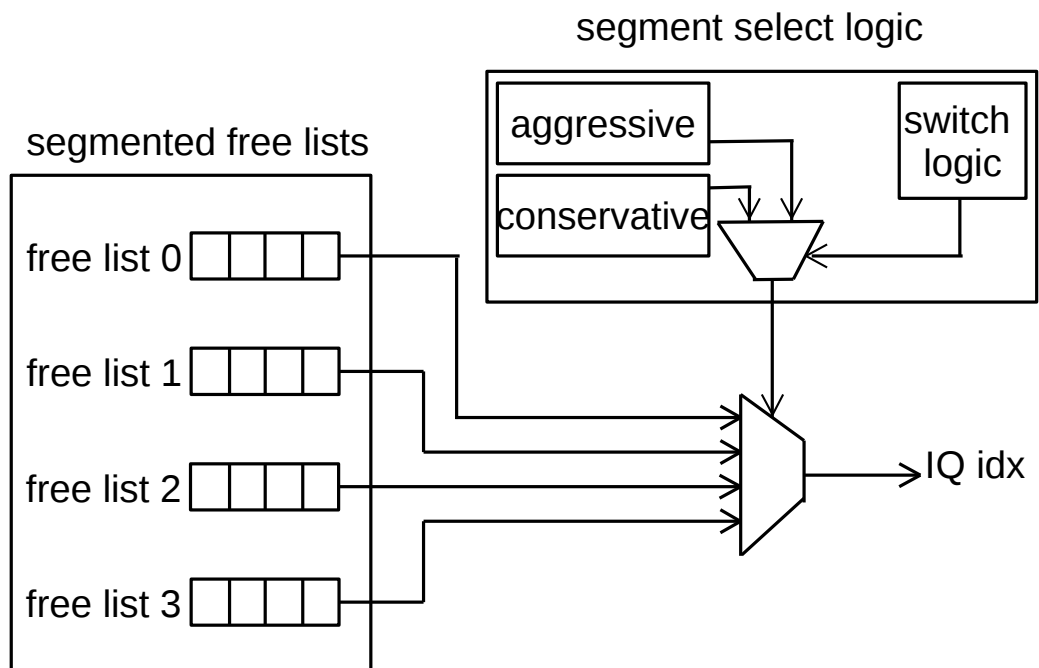 segment select logic
aggressive
conservative
switch
logic
segmented free lists
free list 0
free list 1
free list 2
free list 3
IQ idx